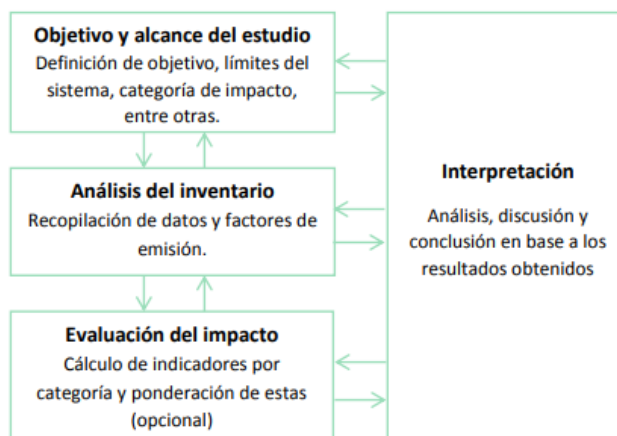 Objetivo y alcance del estudio
Definición de objetivo, límites del
sistema, categoría de impacto,
entre otras.
Análisis del inventario
Recopilación de datos y factores de
emisión.
Evaluación del impacto
Cálculo de indicadores por
categoría y ponderación de estas
(opcional)
Interpretación
Análisis, discusión y
conclusión en base a los
resultados obtenidos